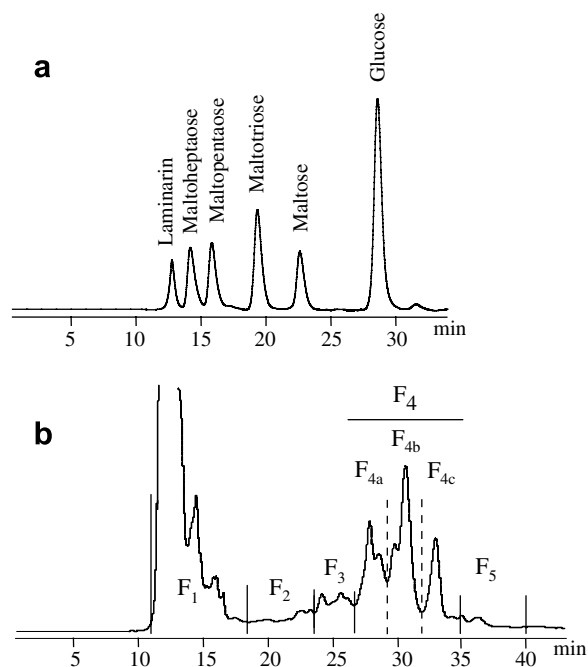 a
Laminarin
Maltoheptaose
Maltopentaose
Maltotriose
Maltose
Glucose
5 10 15 20 25 30 min
b
F4
F4a F4b F4c
F1 F2 F3 F5
5 10 15 20 25 30 35 40 min